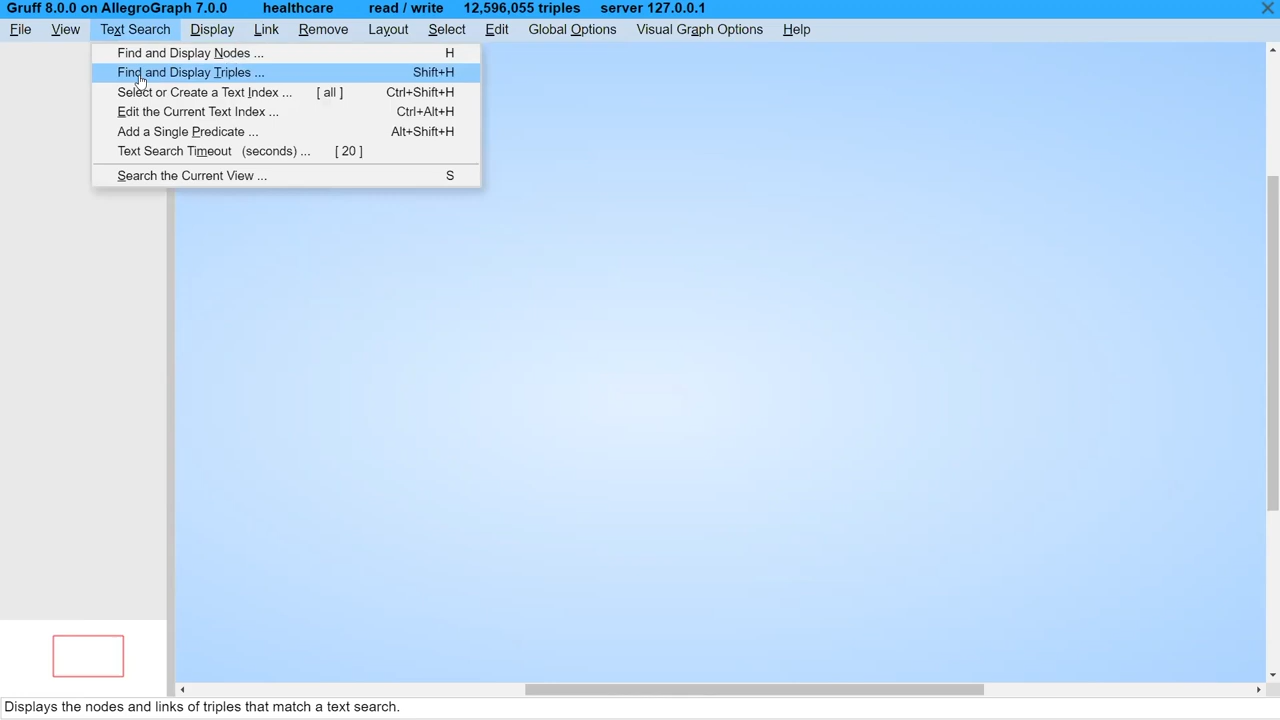 Gruff 8.0.0 on AllegroGraph 7.0.0 healthcare read / write 12,596,055 triples server 127.0.0.1
File View Text Search Display Link Remove Layout Select Edit Global Options Visual Graph Options Help
Find and Display Nodes ... H
Find and Display Triples ... Shift+H
Select or Create a Text Index ... [ all ] Ctrl+Shift+H
Edit the Current Text Index ... Ctrl+Alt+H
Add a Single Predicate ... Alt+Shift+H
Text Search Timeout (seconds) ... [ 20 ]
Search the Current View ... S
Displays the nodes and links of triples that match a text search.